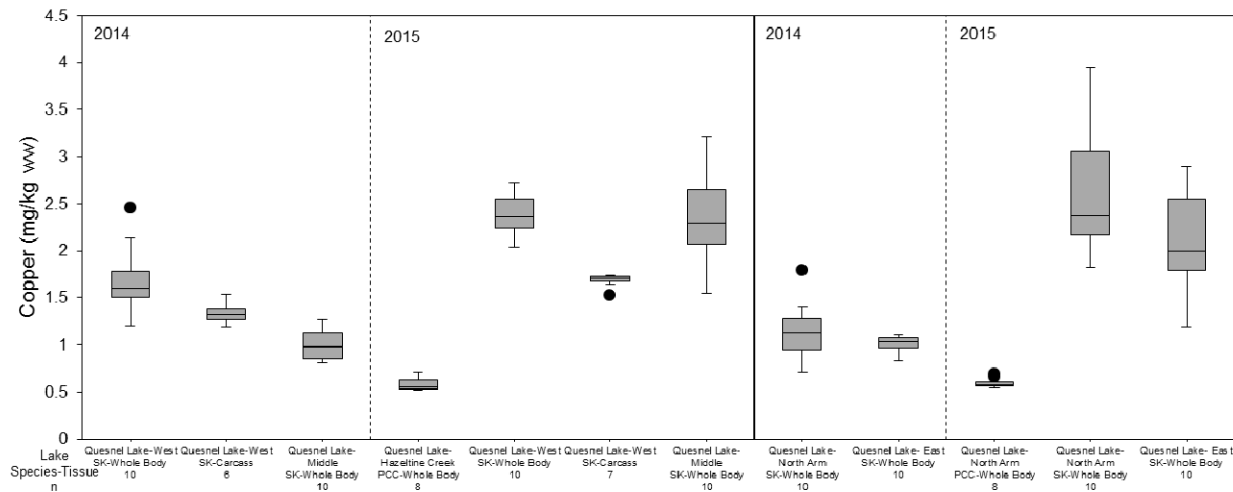 2014
2015
2014
2015
Copper (mg/kg ww)
4.5
4
3.5
3
2.5
2
1.5
1
0.5
0
Lake
Species-Tissue
n
Quesnel Lake-West
SK-Whole Body
10
Quesnel Lake-West
SK-Carcass
6
Quesnel Lake-
Middle
SK-Whole Body
10
Quesnel Lake-
Hazeltine Creek
PCC-Whole Body
8
Quesnel Lake-West
SK-Whole Body
10
Quesnel Lake-West
SK-Carcass
7
Quesnel Lake-
Middle
SK-Whole Body
10
Quesnel Lake-
North Arm
SK-Whole Body
10
Quesnel Lake- East
SK-Whole Body
10
Quesnel Lake-
North Arm
PCC-Whole Body
8
Quesnel Lake-
North Arm
SK-Whole Body
10
Quesnel Lake- East
SK-Whole Body
10